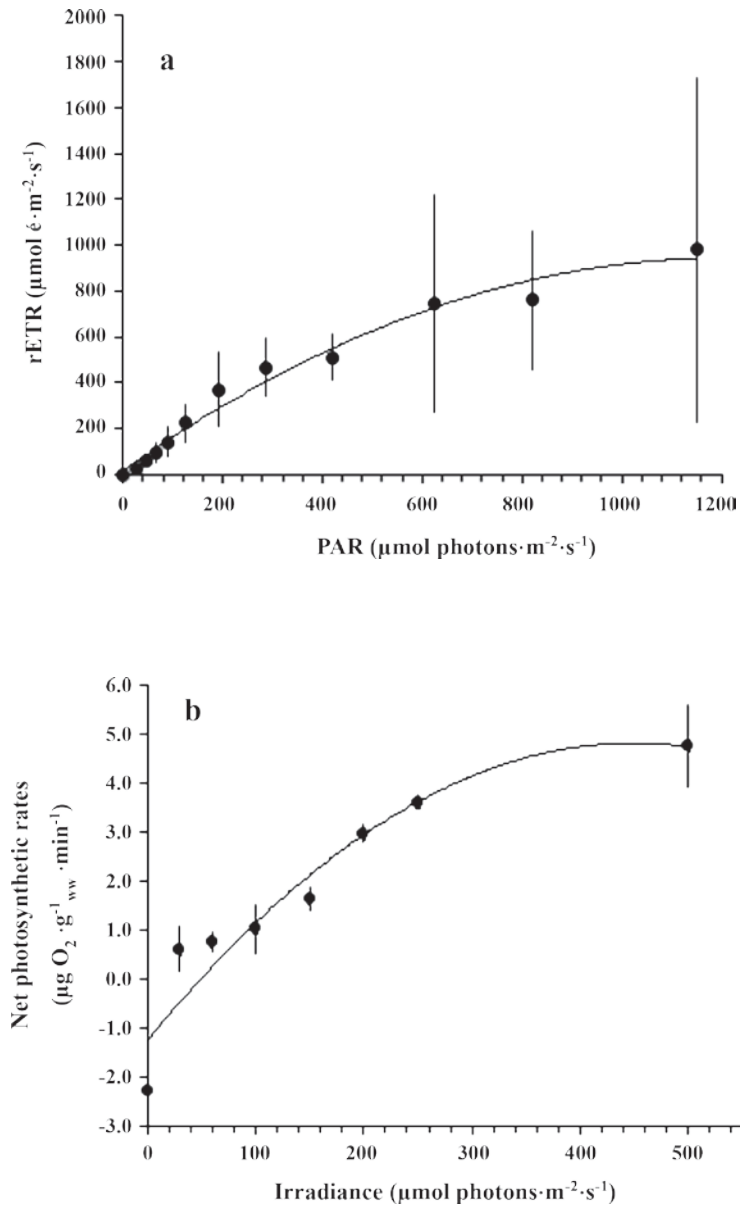 2000
1800
1600
1400
1200
1000
800
600
400
200
0
a
rETR (µmol é·m⁻²·s⁻¹)
0 200 400 600 800 1000 1200
PAR (µmol photons·m⁻²·s⁻¹)
6.0
5.0
4.0
3.0
2.0
1.0
0.0
-1.0
-2.0
-3.0
b
Net photosynthetic rates
(µg O₂ ·g⁻¹ww ·min⁻¹)
0 100 200 300 400 500
Irradiance (µmol photons·m⁻²·s⁻¹)